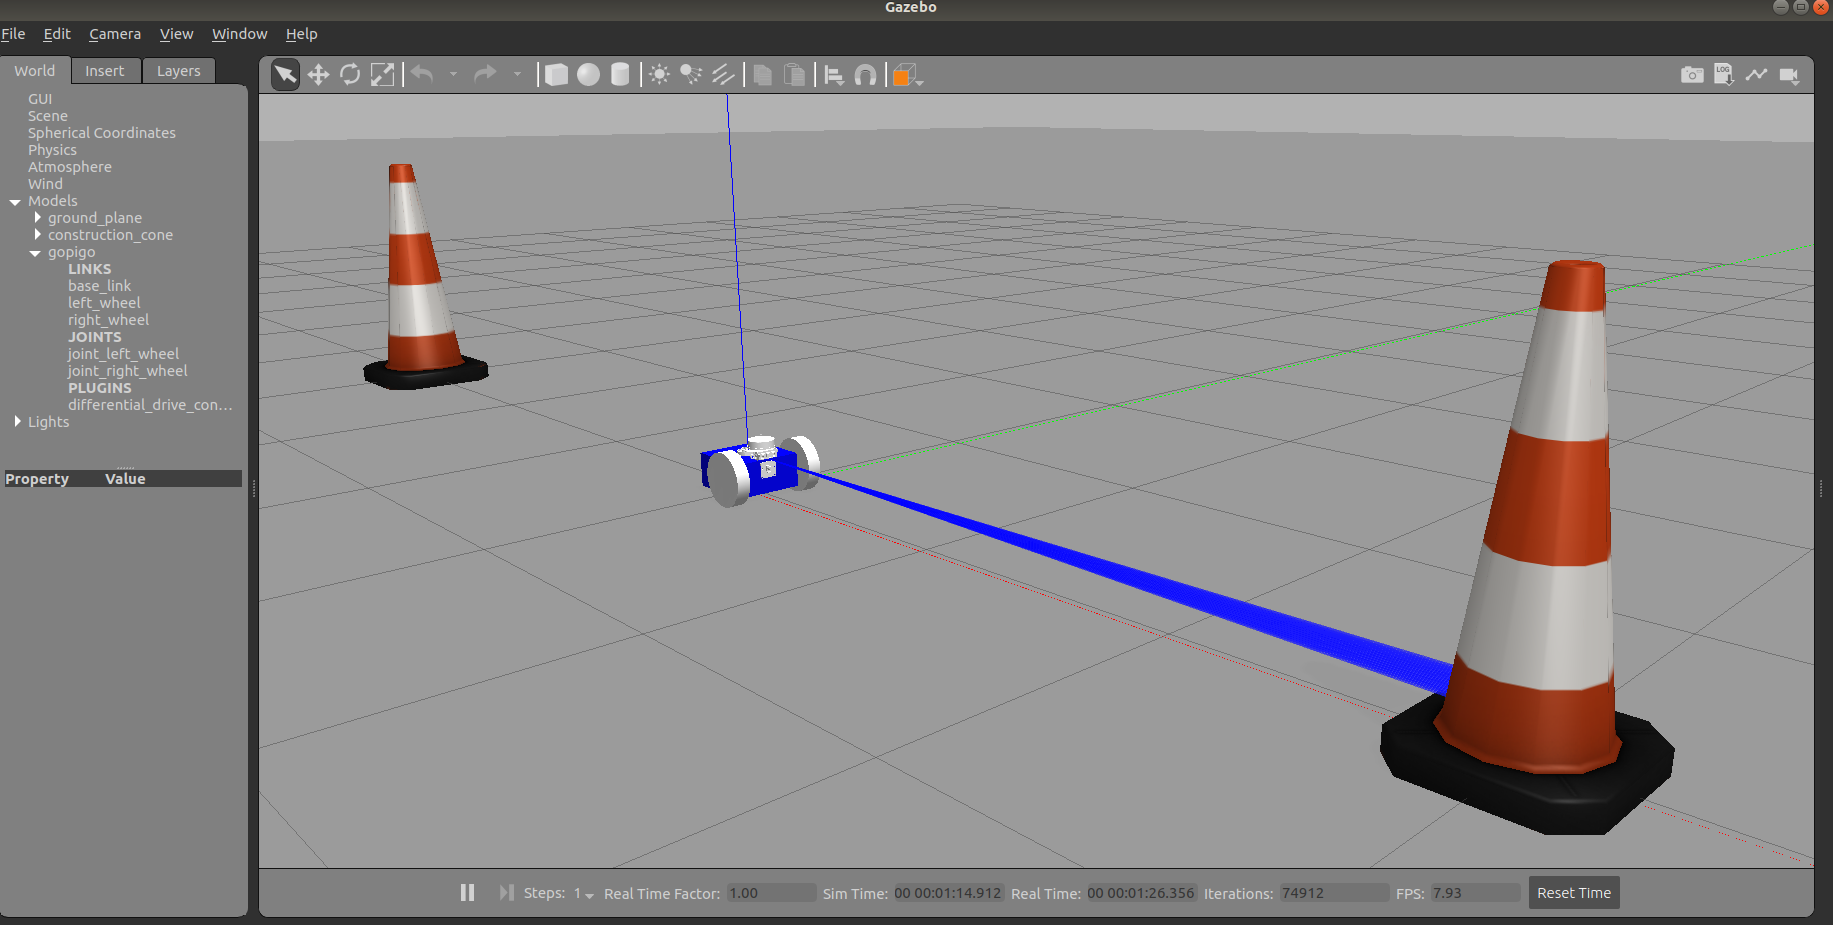 Gazebo
File Edit Camera View Window Help
World Insert Layers
GUI
Scene
Spherical Coordinates
Physics
Atmosphere
Wind
Models
ground_plane
construction_cone
gopigo
LINKS
base_link
left_wheel
right_wheel
JOINTS
joint_left_wheel
joint_right_wheel
PLUGINS
differential_drive_con...
Lights
Property Value
LOG
Steps: 1 Real Time Factor: 1.00 Sim Time: 00 00:01:14.912 Real Time: 00 00:01:26.356 Iterations: 74912 FPS: 7.93 Reset Time